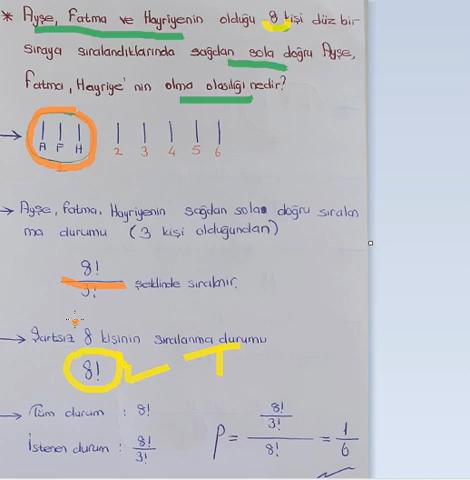 * Ayşe, Fatma ve Hayriyenin olduğu 8 kişi düz bir
sıraya sıralandıklarında sağdan sola doğru Ayşe,
Fatma, Hayriye'nin olma olasılığı nedir?
A F H 2 3 4 5 6
→ Ayşe, Fatma, Hayriyenin sağdan sola doğru sıralan
ma durumu (3 kişi olduğundan)
8!/3! şeklinde sıralanır.
→ Şartsız 8 kişinin sıralanma durumu
8!
→ Tüm durum : 8!
İstenen durum : 8!/3!
P = (8!/3!)/8! = 1/6